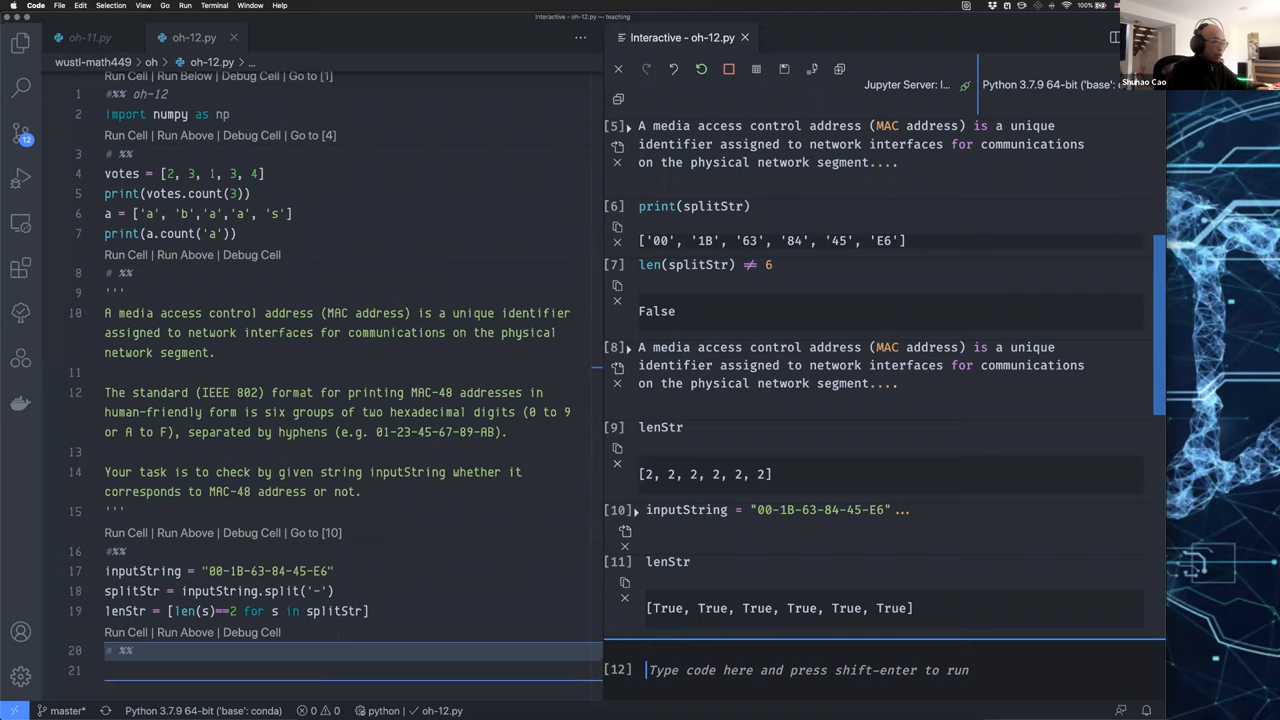 Code File Edit Selection View Go Run Terminal Window Help
100%
Interactive - oh-12.py — teaching
oh-11.py
oh-12.py
Interactive - oh-12.py
wustl-math449 > oh > oh-12.py > ...
Jupyter Server: l...
Python 3.7.9 64-bit ('base':
Shuhao Cao
12
Run Cell | Run Below | Debug Cell | Go to [1]
1 #%% oh-12
2 import numpy as np
Run Cell | Run Above | Debug Cell | Go to [4]
3 # %%
4 votes = [2, 3, 1, 3, 4]
5 print(votes.count(3))
6 a = ['a', 'b','a','a', 's']
7 print(a.count('a'))
Run Cell | Run Above | Debug Cell
8 # %%
9 '''
10 A media access control address (MAC address) is a unique identifier
assigned to network interfaces for communications on the physical
network segment.
11
12 The standard (IEEE 802) format for printing MAC-48 addresses in
human-friendly form is six groups of two hexadecimal digits (0 to 9
or A to F), separated by hyphens (e.g. 01-23-45-67-89-AB).
13
14 Your task is to check by given string inputString whether it
corresponds to MAC-48 address or not.
15 '''
Run Cell | Run Above | Debug Cell | Go to [10]
16 #%%
17 inputString = "00-1B-63-84-45-E6"
18 splitStr = inputString.split('-')
19 lenStr = [len(s)==2 for s in splitStr]
Run Cell | Run Above | Debug Cell
20 # %%
21
[5] A media access control address (MAC address) is a unique
identifier assigned to network interfaces for communications
on the physical network segment....
[6] print(splitStr)
['00', '1B', '63', '84', '45', 'E6']
[7] len(splitStr) ≠ 6
False
[8] A media access control address (MAC address) is a unique
identifier assigned to network interfaces for communications
on the physical network segment....
[9] lenStr
[2, 2, 2, 2, 2, 2]
[10] inputString = "00-1B-63-84-45-E6"...
[11] lenStr
[True, True, True, True, True, True]
[12] Type code here and press shift-enter to run
master* Python 3.7.9 64-bit ('base': conda) 0 0 python | ✓ oh-12.py